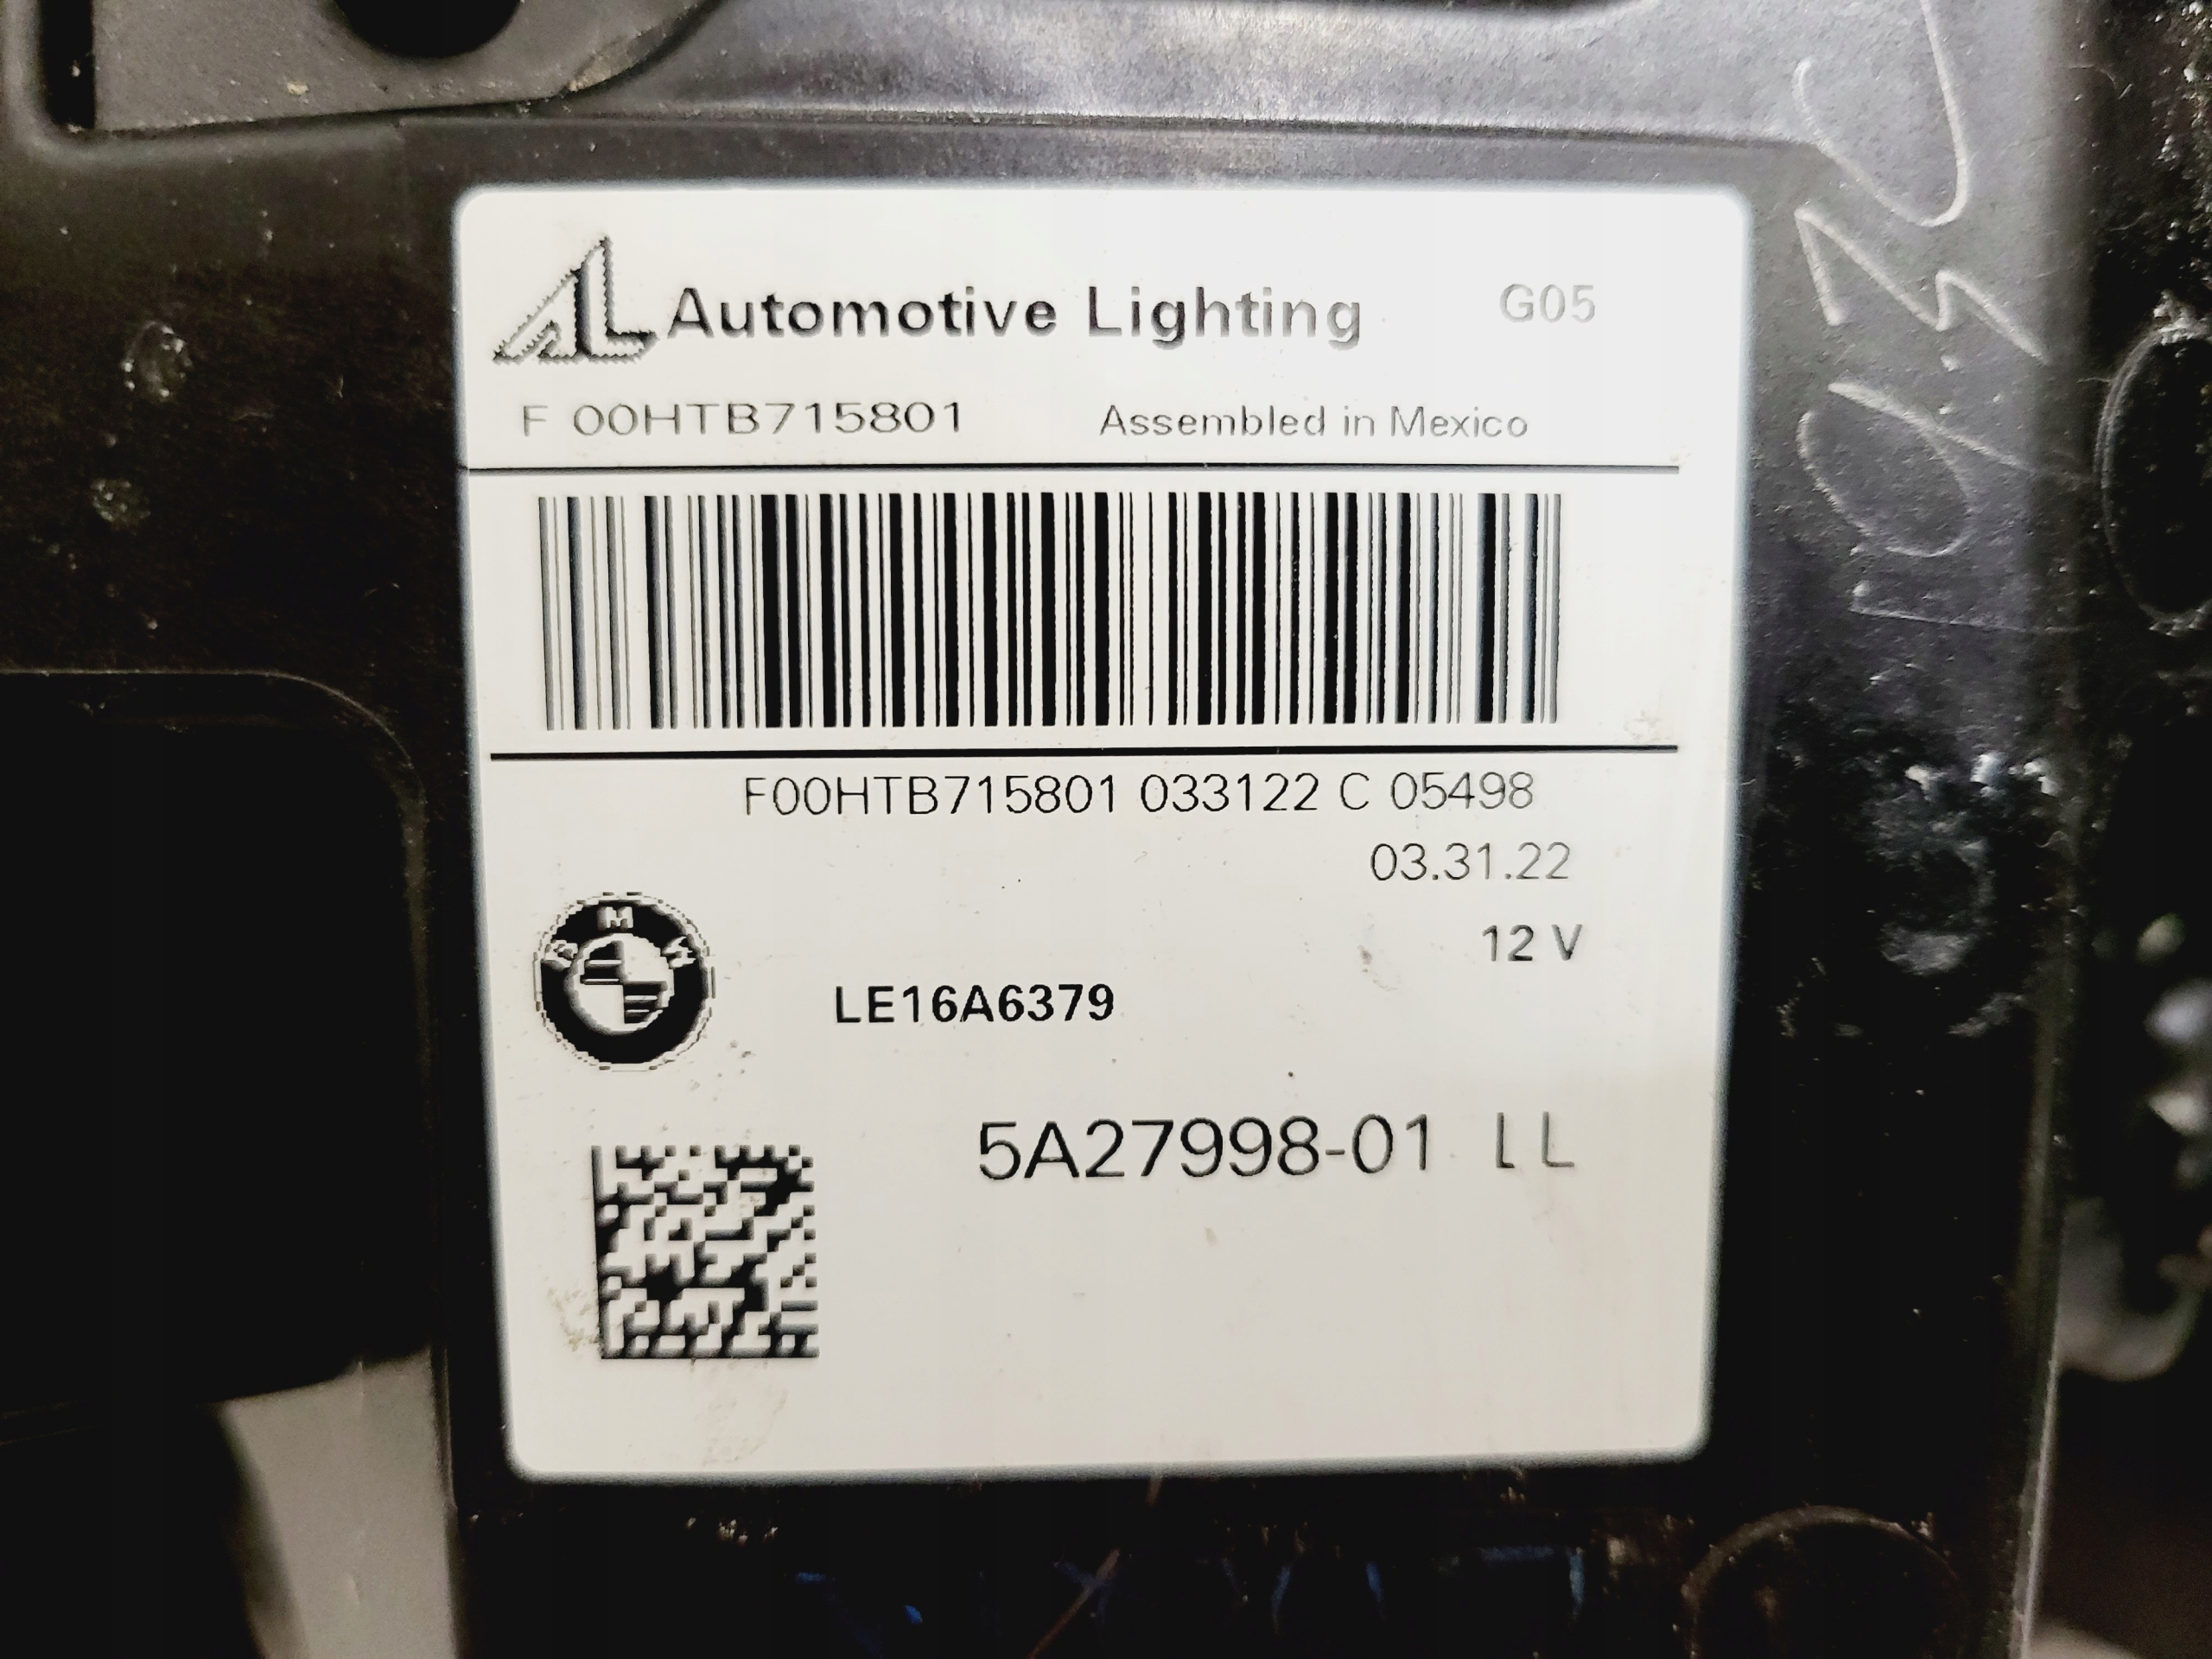 AL Automotive Lighting G05
F 00HTB715801 Assembled in Mexico
F00HTB715801 033122 C 05498
03.31.22
12 V
BMW
LE16A6379
5A27998-01 LL